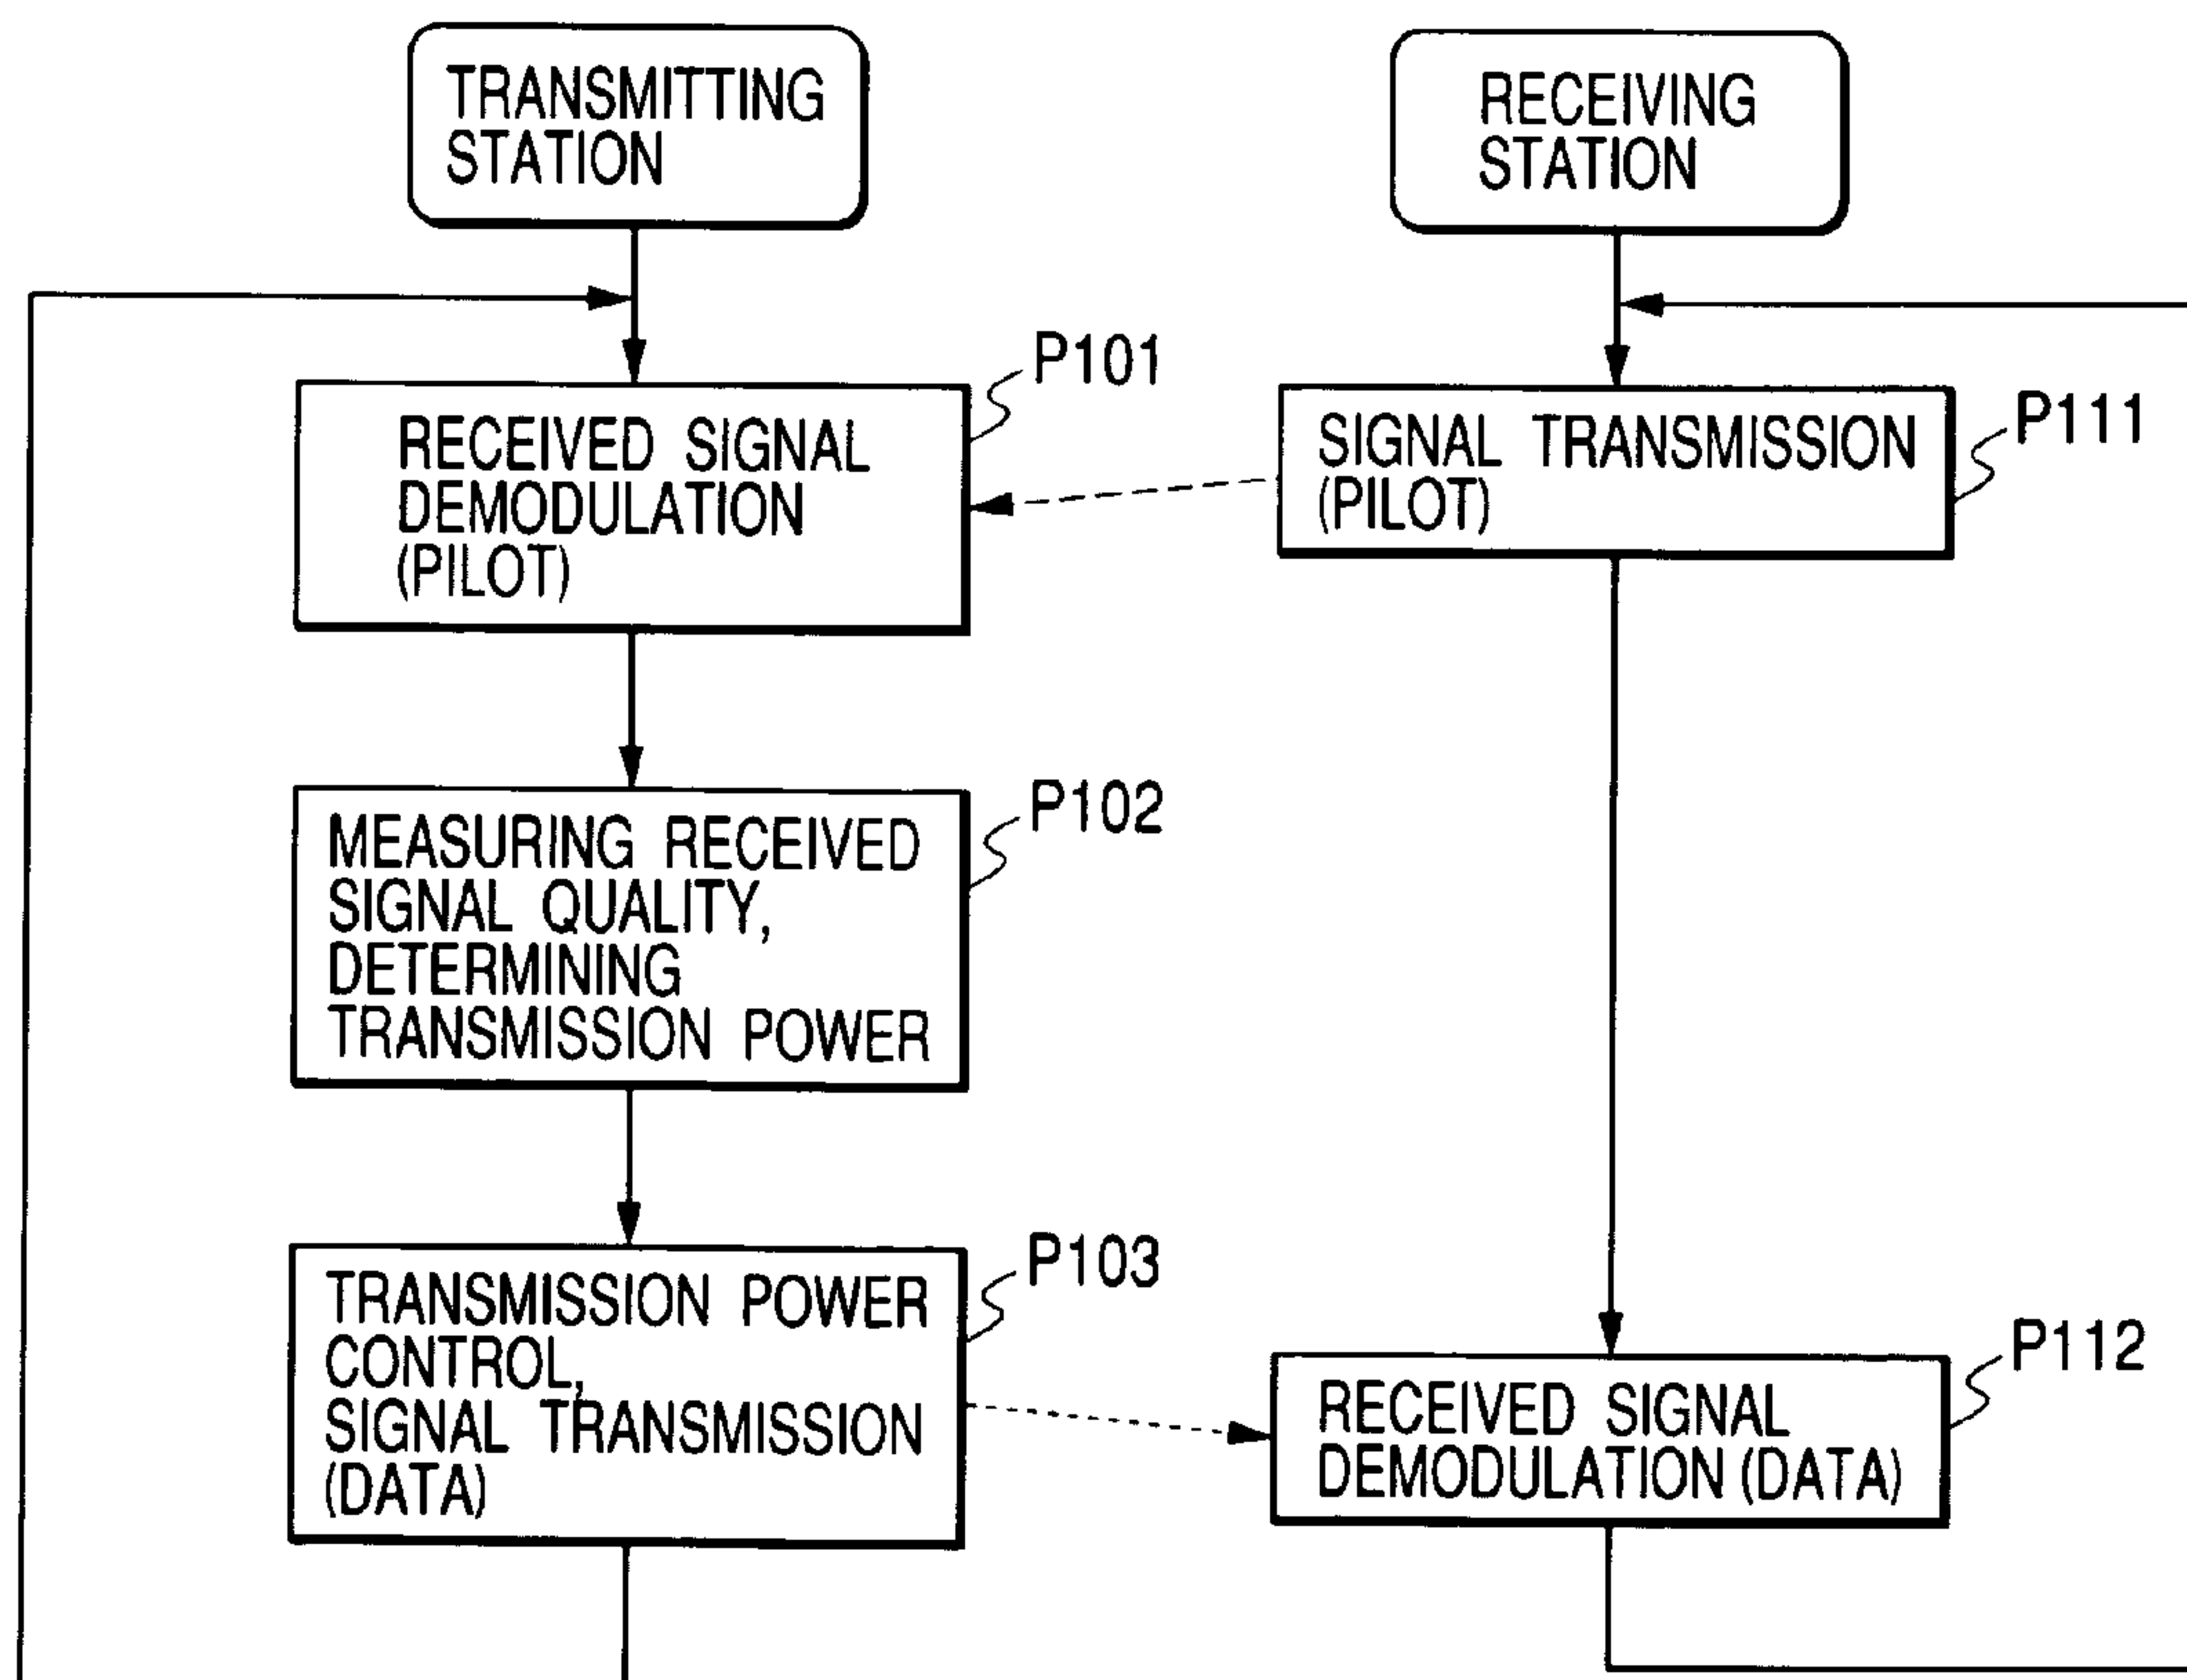 TRANSMITTING
STATION
RECEIVING
STATION
P101
RECEIVED SIGNAL
DEMODULATION
(PILOT)
P111
SIGNAL TRANSMISSION
(PILOT)
P102
MEASURING RECEIVED
SIGNAL QUALITY,
DETERMINING
TRANSMISSION POWER
P103
TRANSMISSION POWER
CONTROL,
SIGNAL TRANSMISSION
(DATA)
P112
RECEIVED SIGNAL
DEMODULATION (DATA)